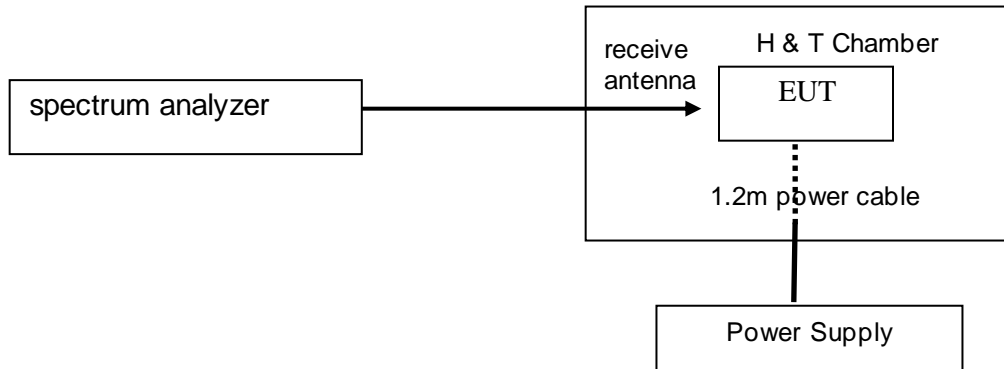 receive
antenna
H & T Chamber
spectrum analyzer
EUT
1.2m power cable
Power Supply